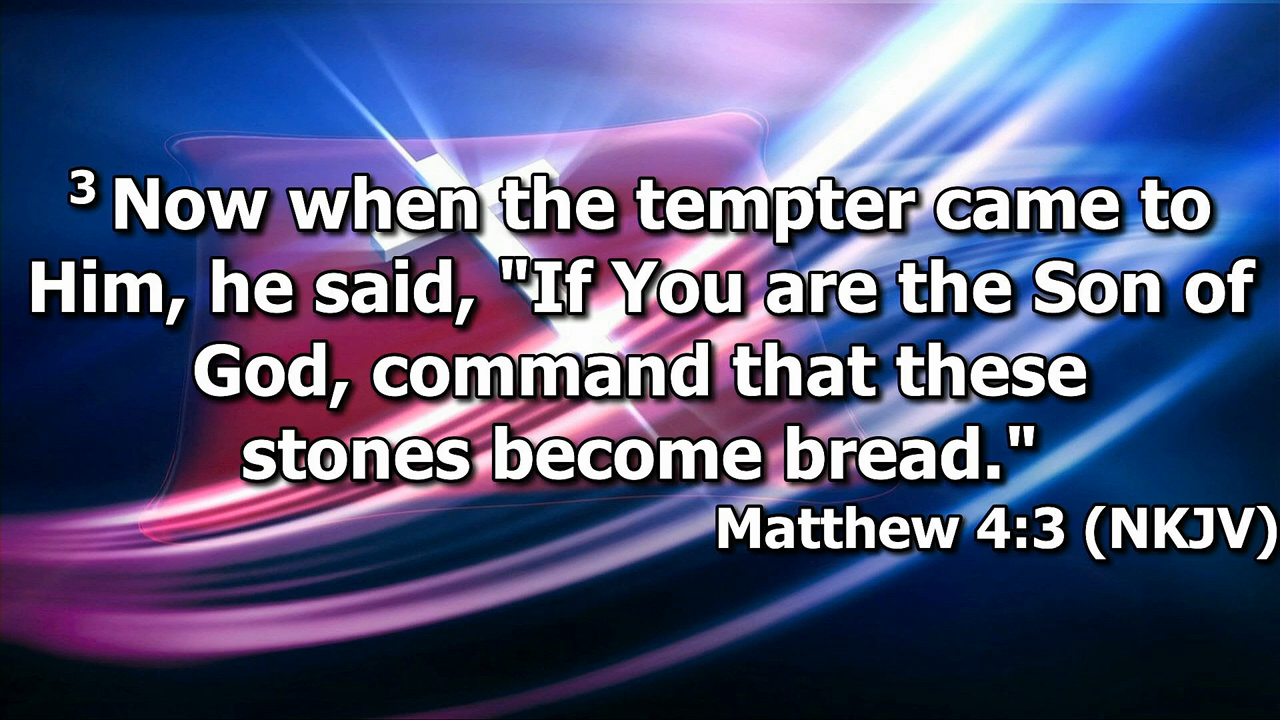 3 Now when the tempter came to
Him, he said, "If You are the Son of
God, command that these
stones become bread."
Matthew 4:3 (NKJV)